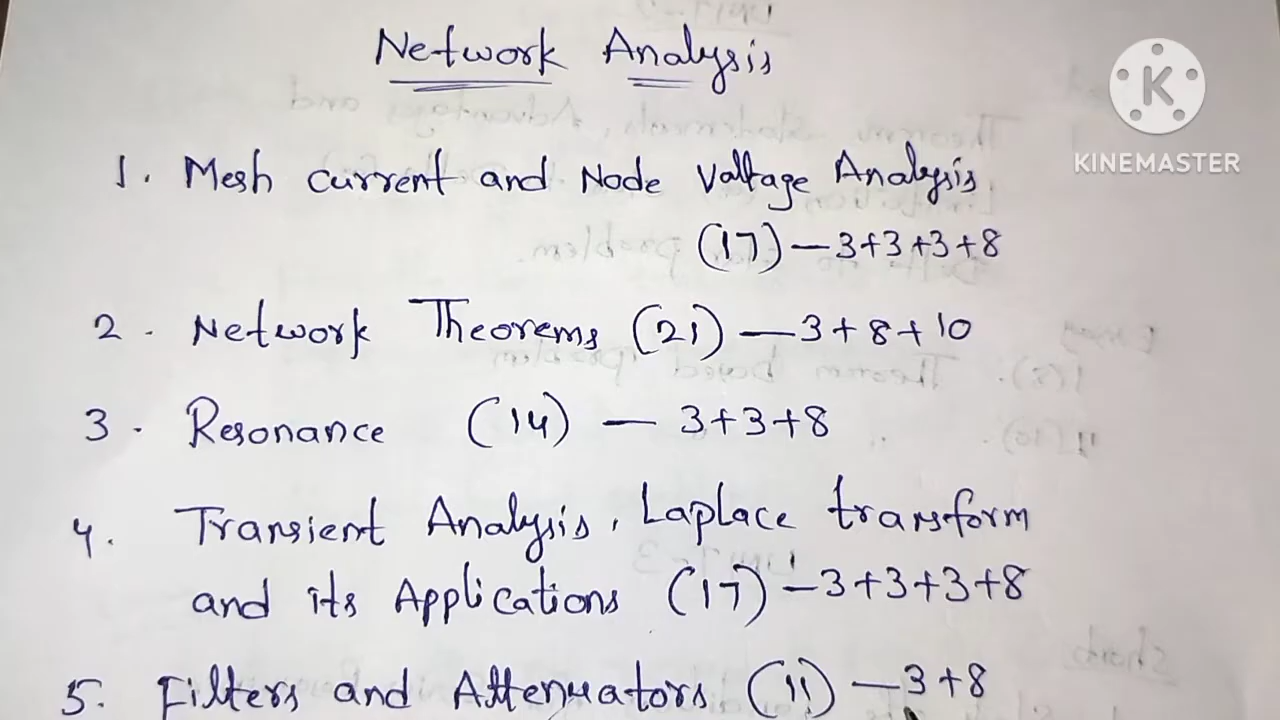 Network Analysis
K
KINEMASTER
1. Mesh current and Node Voltage Analysis
(17) — 3+3+3+8
2. Network Theorems (21) — 3+8+10
3. Resonance (14) — 3+3+8
4. Transient Analysis, Laplace transform
and its Applications (17) — 3+3+3+8
5. Filters and Attenuators (11) — 3+8